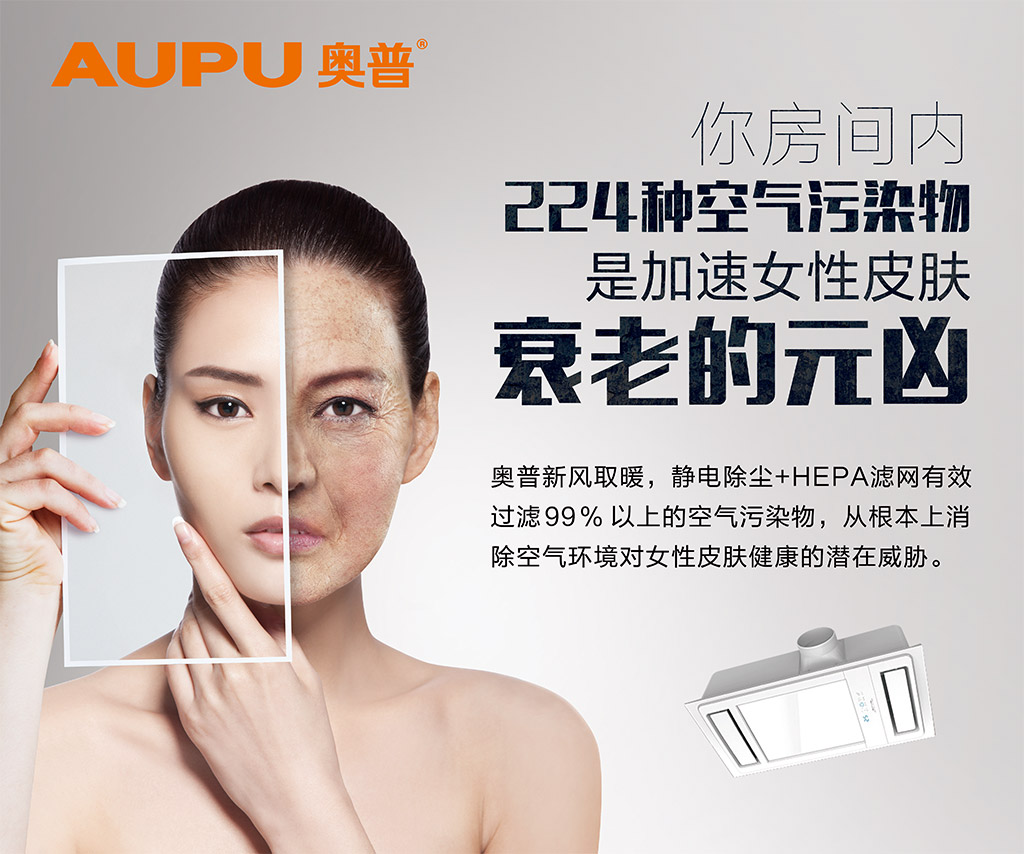 AUPU 奥普®
你房间内
224种空气污染物
是加速女性皮肤
衰老的元凶
奥普新风取暖，静电除尘+HEPA滤网有效
过滤99%以上的空气污染物，从根本上消
除空气环境对女性皮肤健康的潜在威胁。